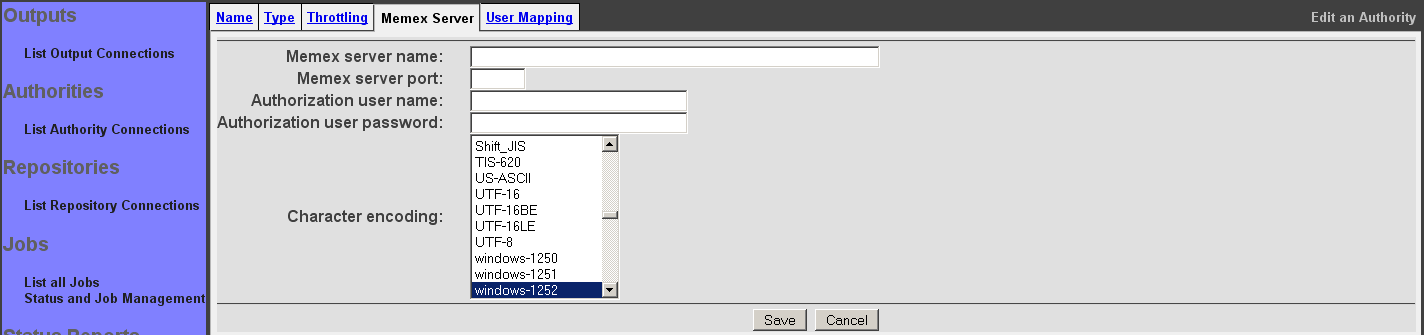 Outputs
List Output Connections
Authorities
List Authority Connections
Repositories
List Repository Connections
Jobs
List all Jobs
Status and Job Management
Status Reports
Name Type Throttling Memex Server User Mapping
Edit an Authority
Memex server name:
Memex server port:
Authorization user name:
Authorization user password:
Character encoding:
Shift_JIS
TIS-620
US-ASCII
UTF-16
UTF-16BE
UTF-16LE
UTF-8
windows-1250
windows-1251
windows-1252
Save Cancel